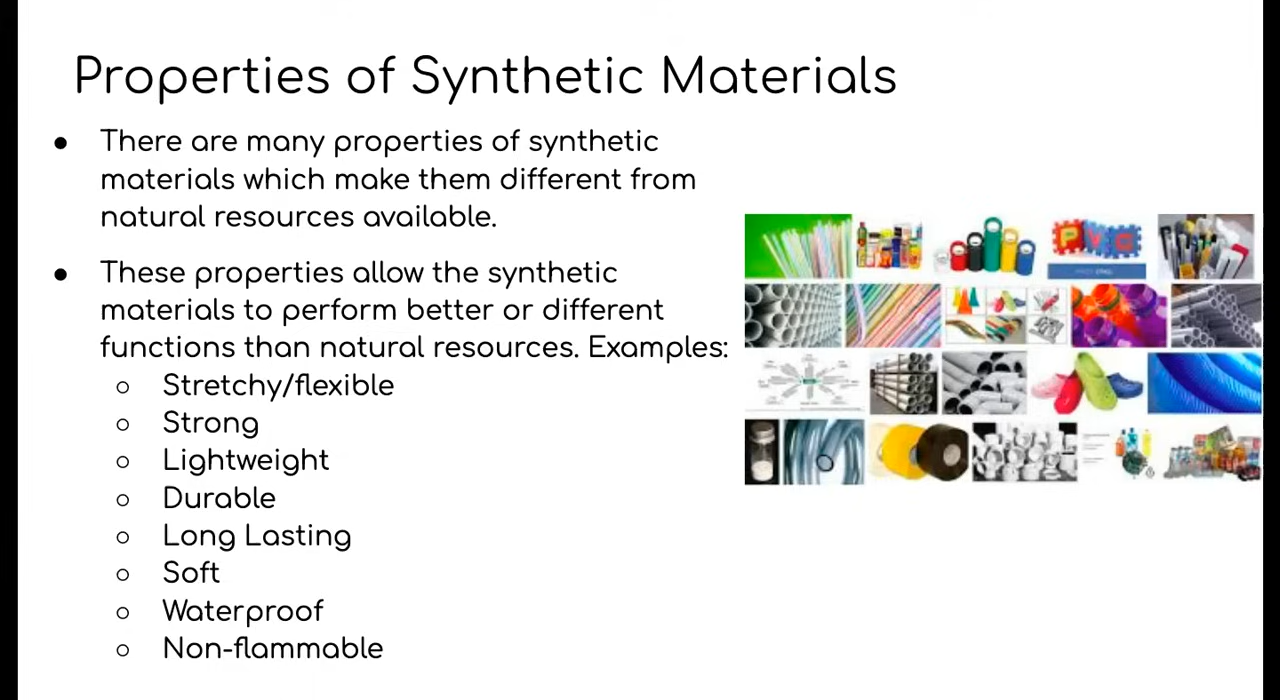 Properties of Synthetic Materials
● There are many properties of synthetic
materials which make them different from
natural resources available.
● These properties allow the synthetic
materials to perform better or different
functions than natural resources. Examples:
○ Stretchy/flexible
○ Strong
○ Lightweight
○ Durable
○ Long Lasting
○ Soft
○ Waterproof
○ Non-flammable
PVC